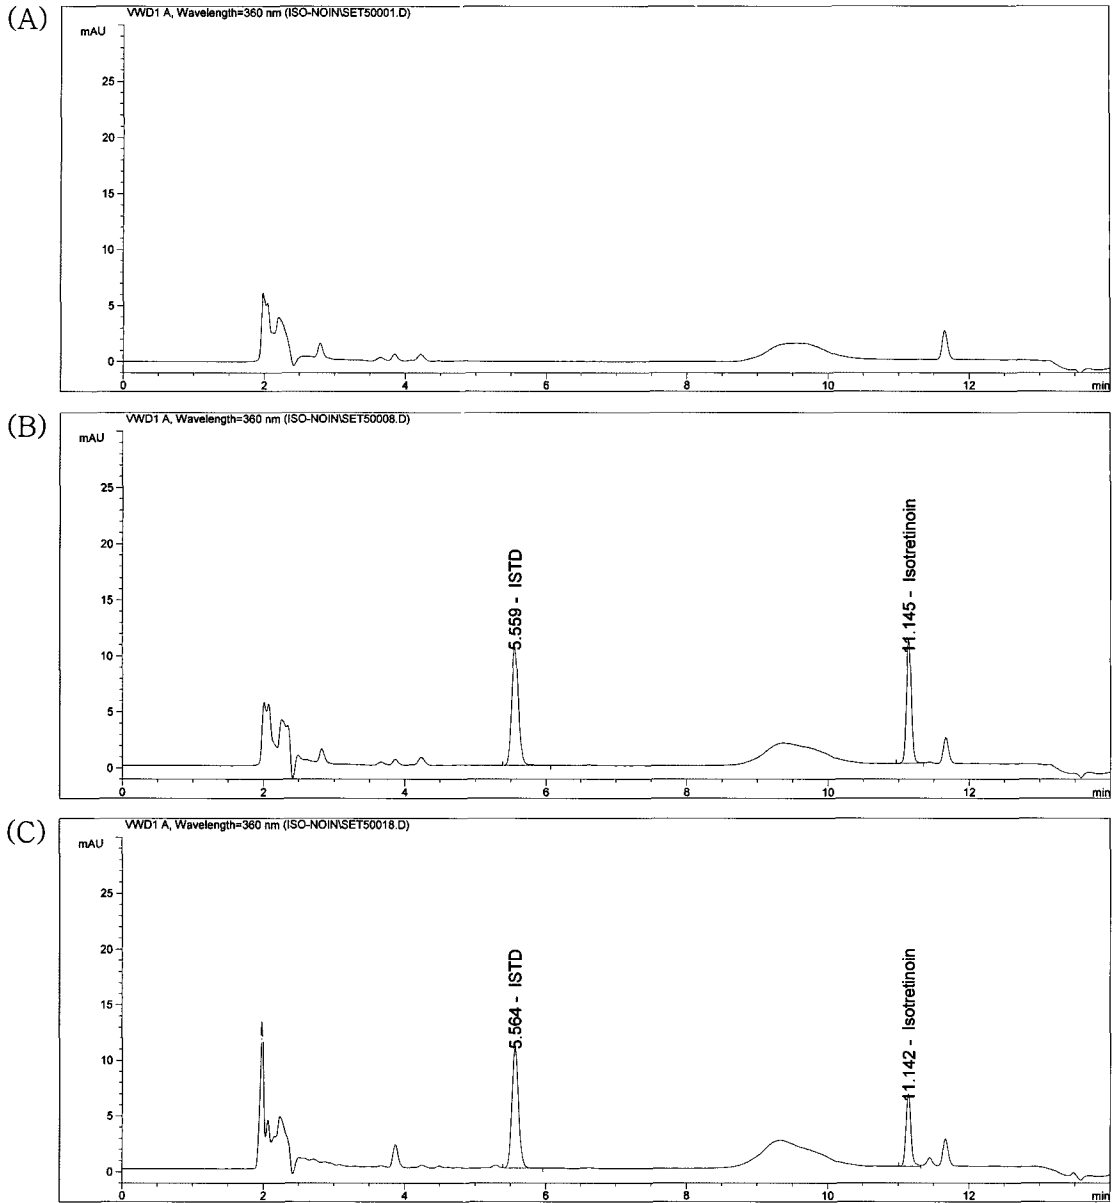 (A)
VWD1 A, Wavelength=360 nm (ISO-NOIN\SET50001.D)
mAU
25
20
15
10
5
0
0 2 4 6 8 10 12 min
(B)
VWD1 A, Wavelength=360 nm (ISO-NOIN\SET50008.D)
mAU
25
20
15
10
5
0
5.559 - ISTD
11.145 - Isotretinoin
0 2 4 6 8 10 12 min
(C)
VWD1 A, Wavelength=360 nm (ISO-NOIN\SET50018.D)
mAU
25
20
15
10
5
0
5.564 - ISTD
11.142 - Isotretinoin
0 2 4 6 8 10 12 min